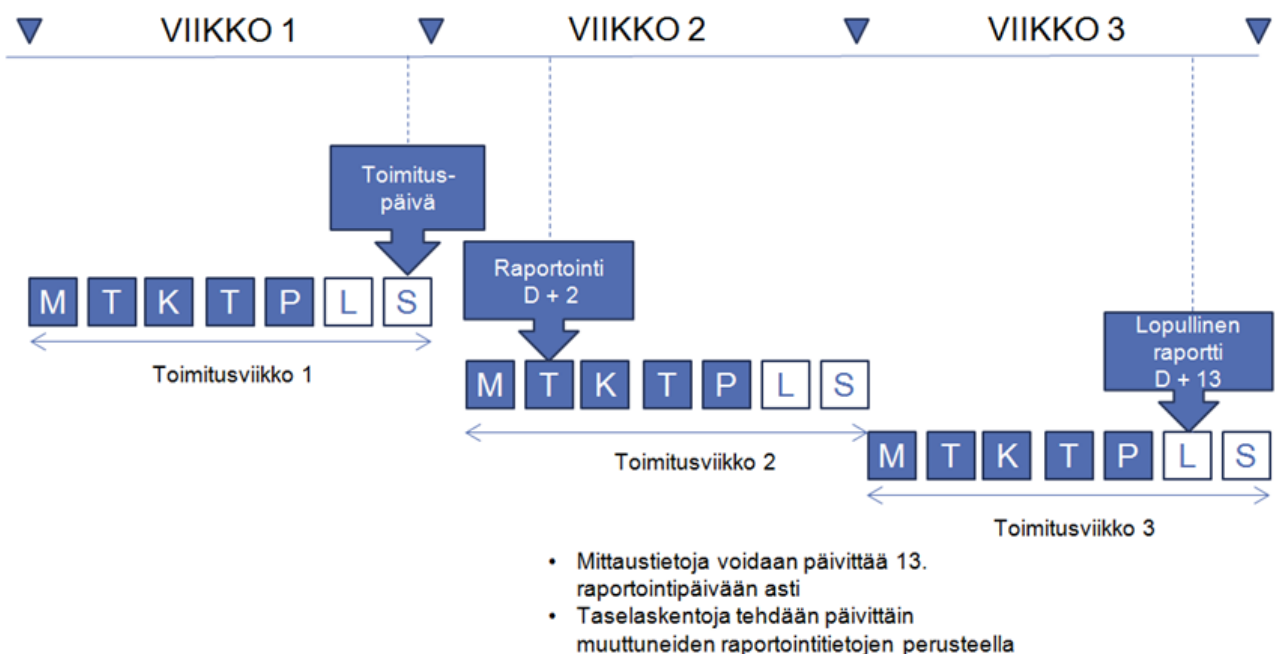 VIIKKO 1
VIIKKO 2
VIIKKO 3
Toimitus-
päivä
M T K T P L S
Toimitusviikko 1
Raportointi
D + 2
M T K T P L S
Toimitusviikko 2
Lopullinen
raportti
D + 13
M T K T P L S
Toimitusviikko 3
• Mittaustietoja voidaan päivittää 13.
raportointipäivään asti
• Taselaskentoja tehdään päivittäin
muuttuneiden raportointitietojen perusteella